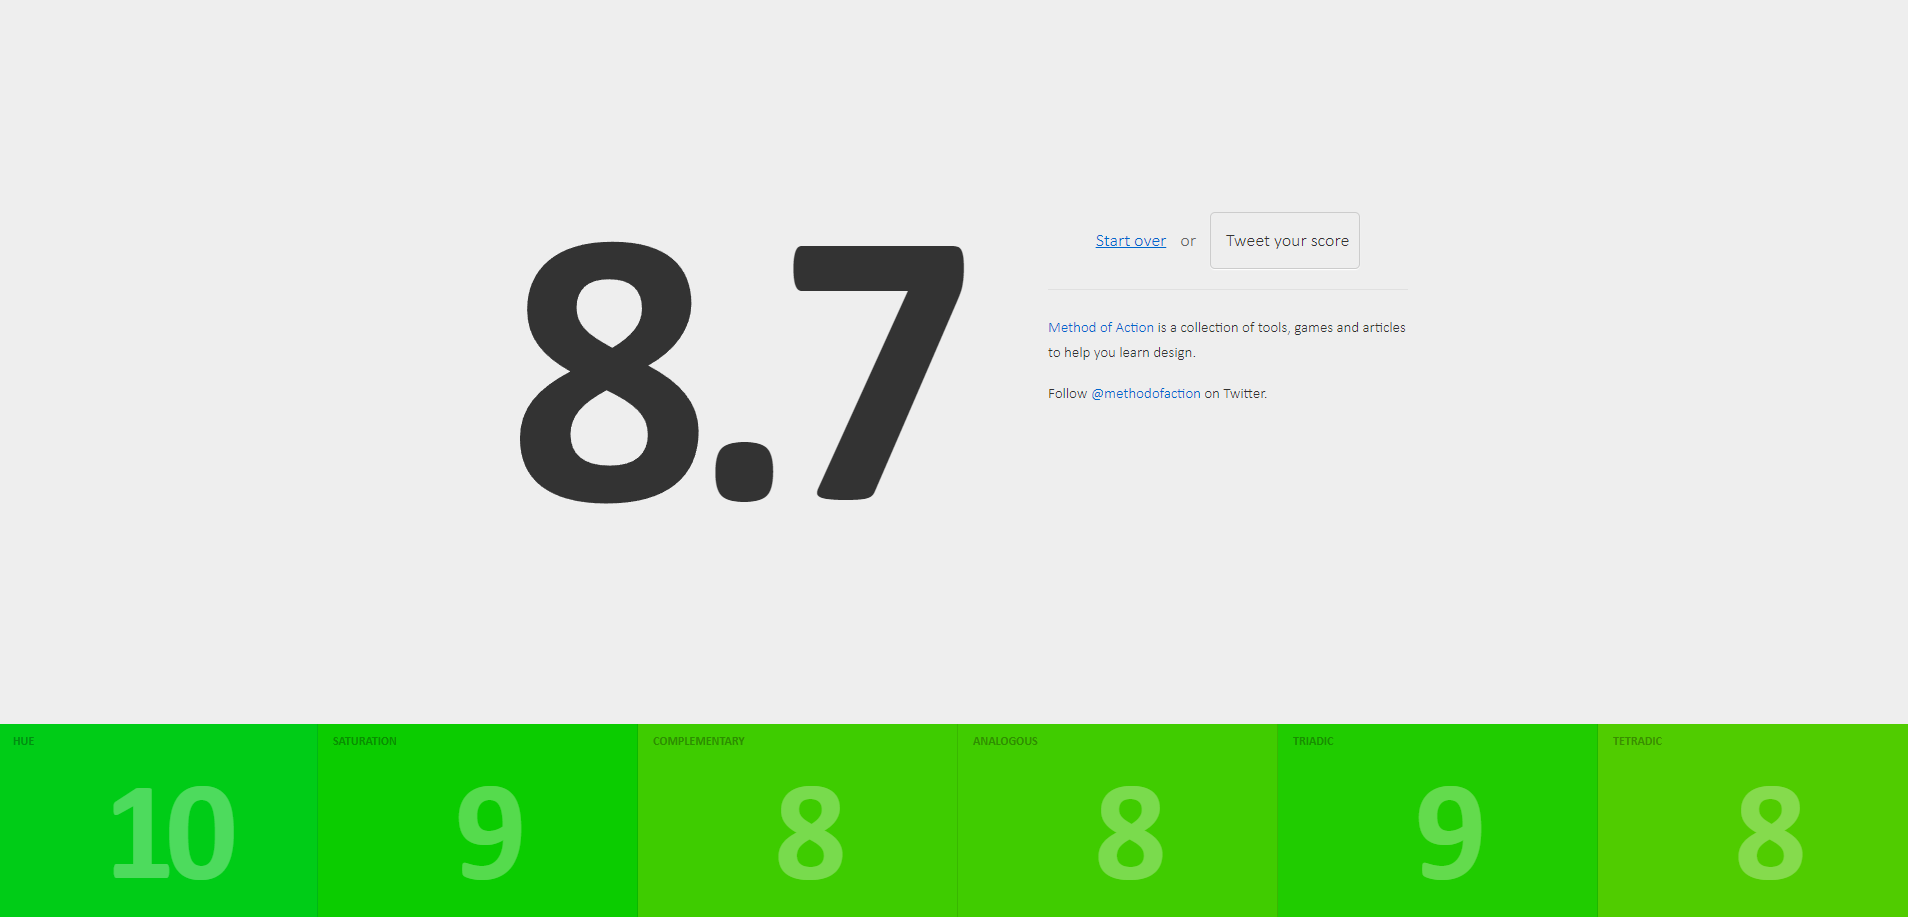 8.7
Start over or Tweet your score
Method of Action is a collection of tools, games and articles
to help you learn design.
Follow @methodofaction on Twitter.
HUE
10
SATURATION
9
COMPLEMENTARY
8
ANALOGOUS
8
TRIADIC
9
TETRADIC
8